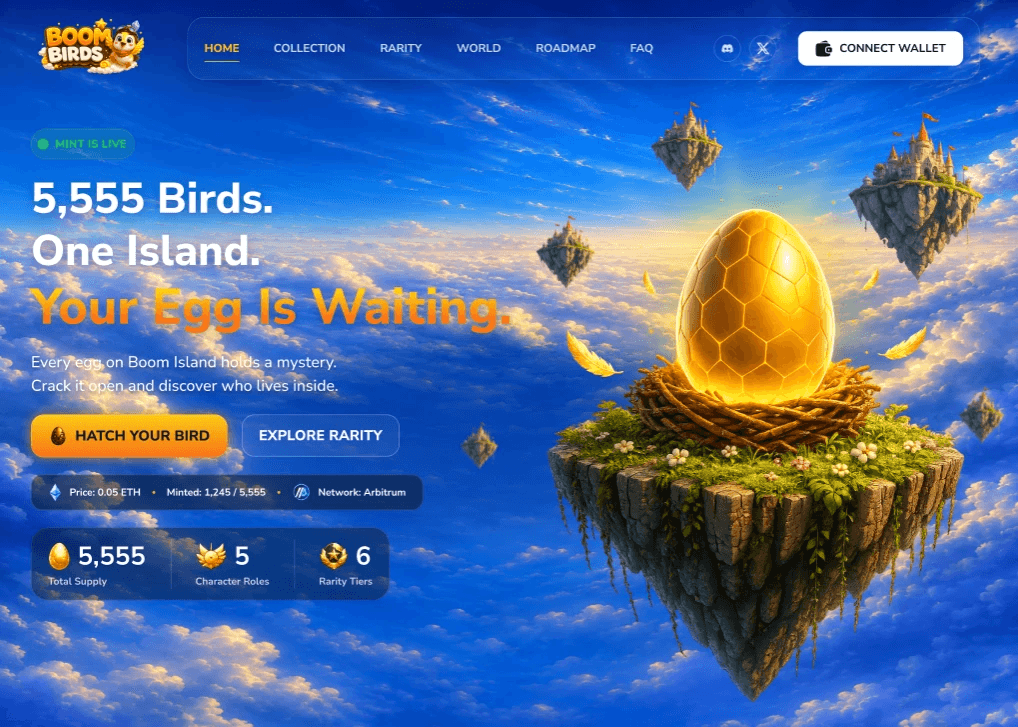 BOOM
BIRDS
HOME
COLLECTION
RARITY
WORLD
ROADMAP
FAQ
CONNECT WALLET
MINT IS LIVE
5,555 Birds.
One Island.
Your Egg Is Waiting.
Every egg on Boom Island holds a mystery.
Crack it open and discover who lives inside.
HATCH YOUR BIRD
EXPLORE RARITY
Price: 0.05 ETH • Minted: 1,245 / 5,555 • Network: Arbitrum
5,555
Total Supply
5
Character Roles
6
Rarity Tiers